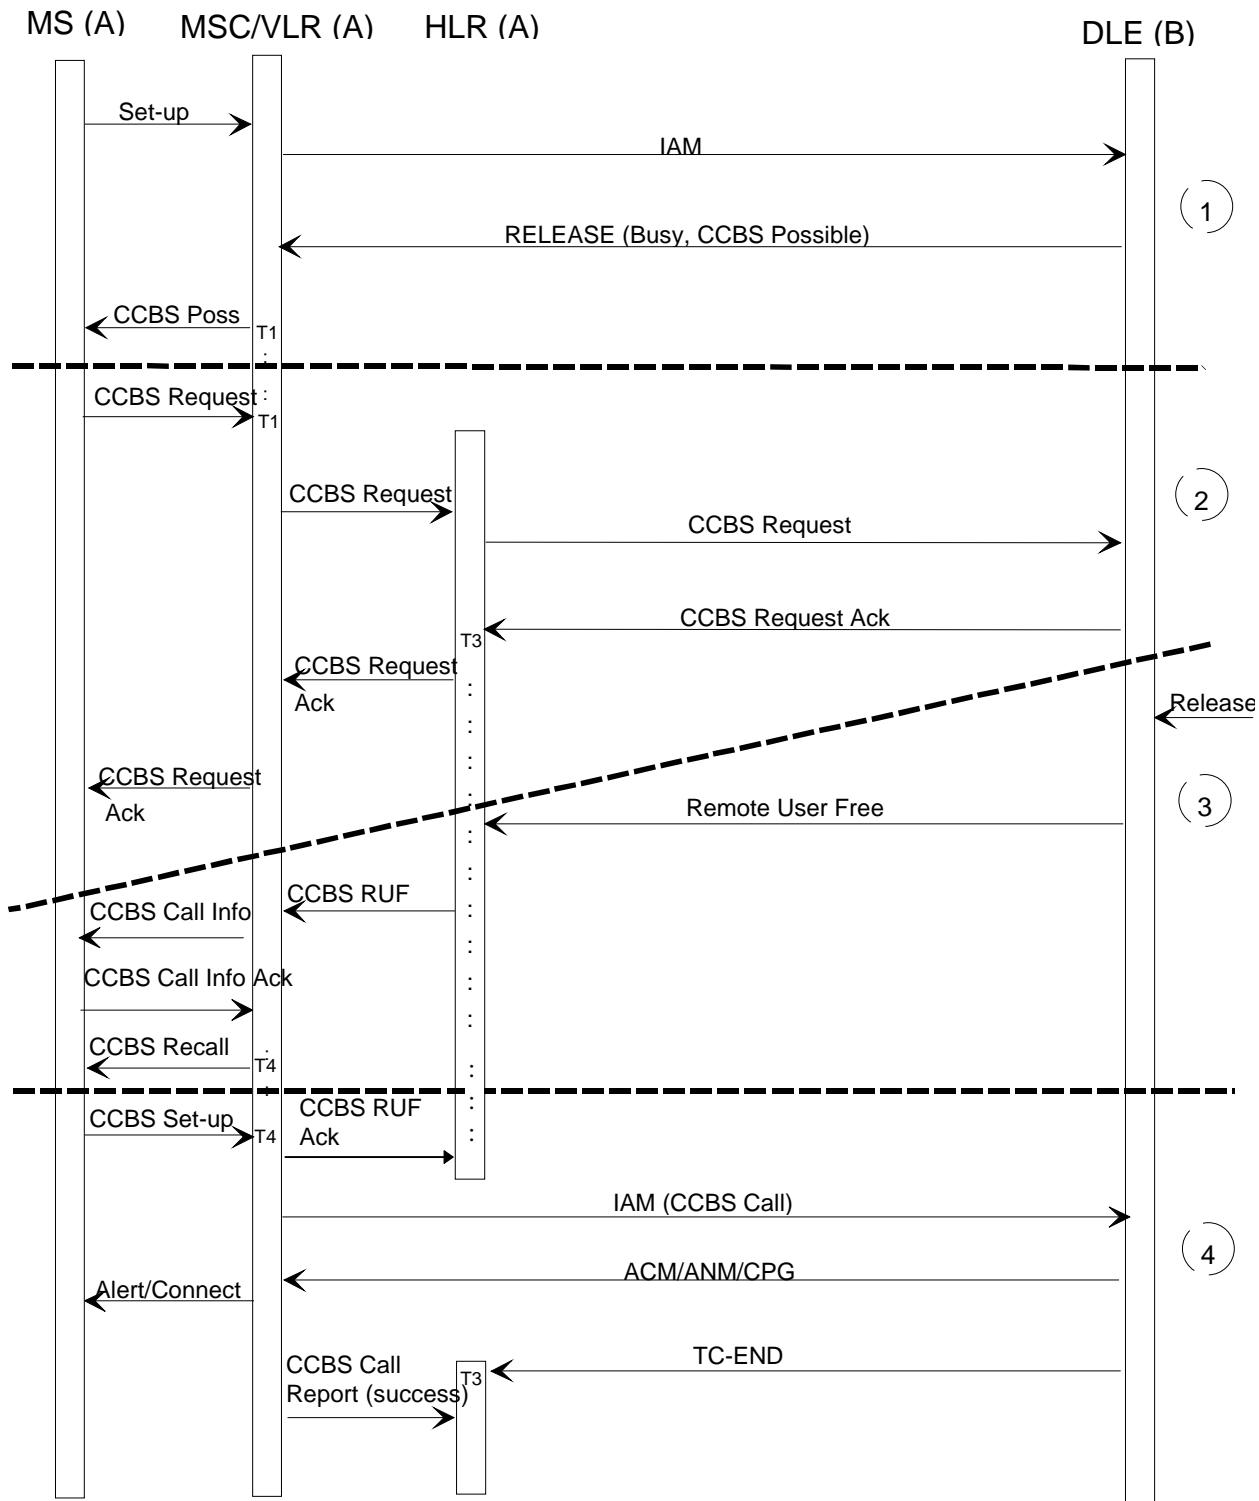 MS (A)
MSC/VLR (A)
HLR (A)
DLE (B)
Set-up
IAM
1
RELEASE (Busy, CCBS Possible)
CCBS Poss
T1
:
:
CCBS Request
T1
2
CCBS Request
CCBS Request
CCBS Request Ack
T3
CCBS Request
Ack
Release
CCBS Request
Ack
3
Remote User Free
CCBS RUF
CCBS Call Info
CCBS Call Info Ack
CCBS Recall
T4
CCBS Set-up
T4
CCBS RUF
Ack
IAM (CCBS Call)
4
ACM/ANM/CPG
Alert/Connect
TC-END
CCBS Call
Report (success)
T3